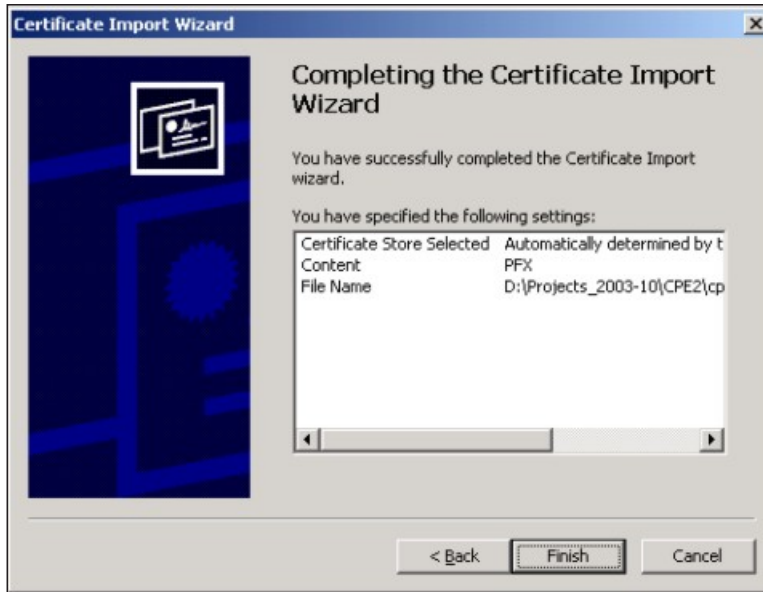 Certificate Import Wizard
Completing the Certificate Import
Wizard
You have successfully completed the Certificate Import
wizard.
You have specified the following settings:
Certificate Store Selected Automatically determined by t
Content PFX
File Name D:\Projects_2003-10\CPE2\cp
< Back Finish Cancel